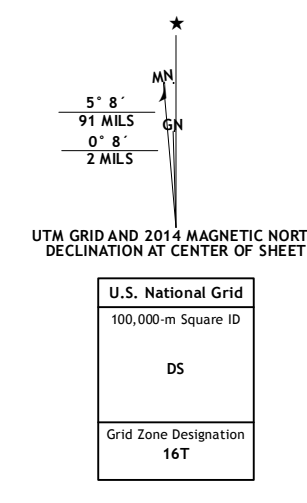 ★
MN
5° 8´
91 MILS
GN
0° 8´
2 MILS
UTM GRID AND 2014 MAGNETIC NORT
DECLINATION AT CENTER OF SHEET
U.S. National Grid
100,000-m Square ID
DS
Grid Zone Designation
16T